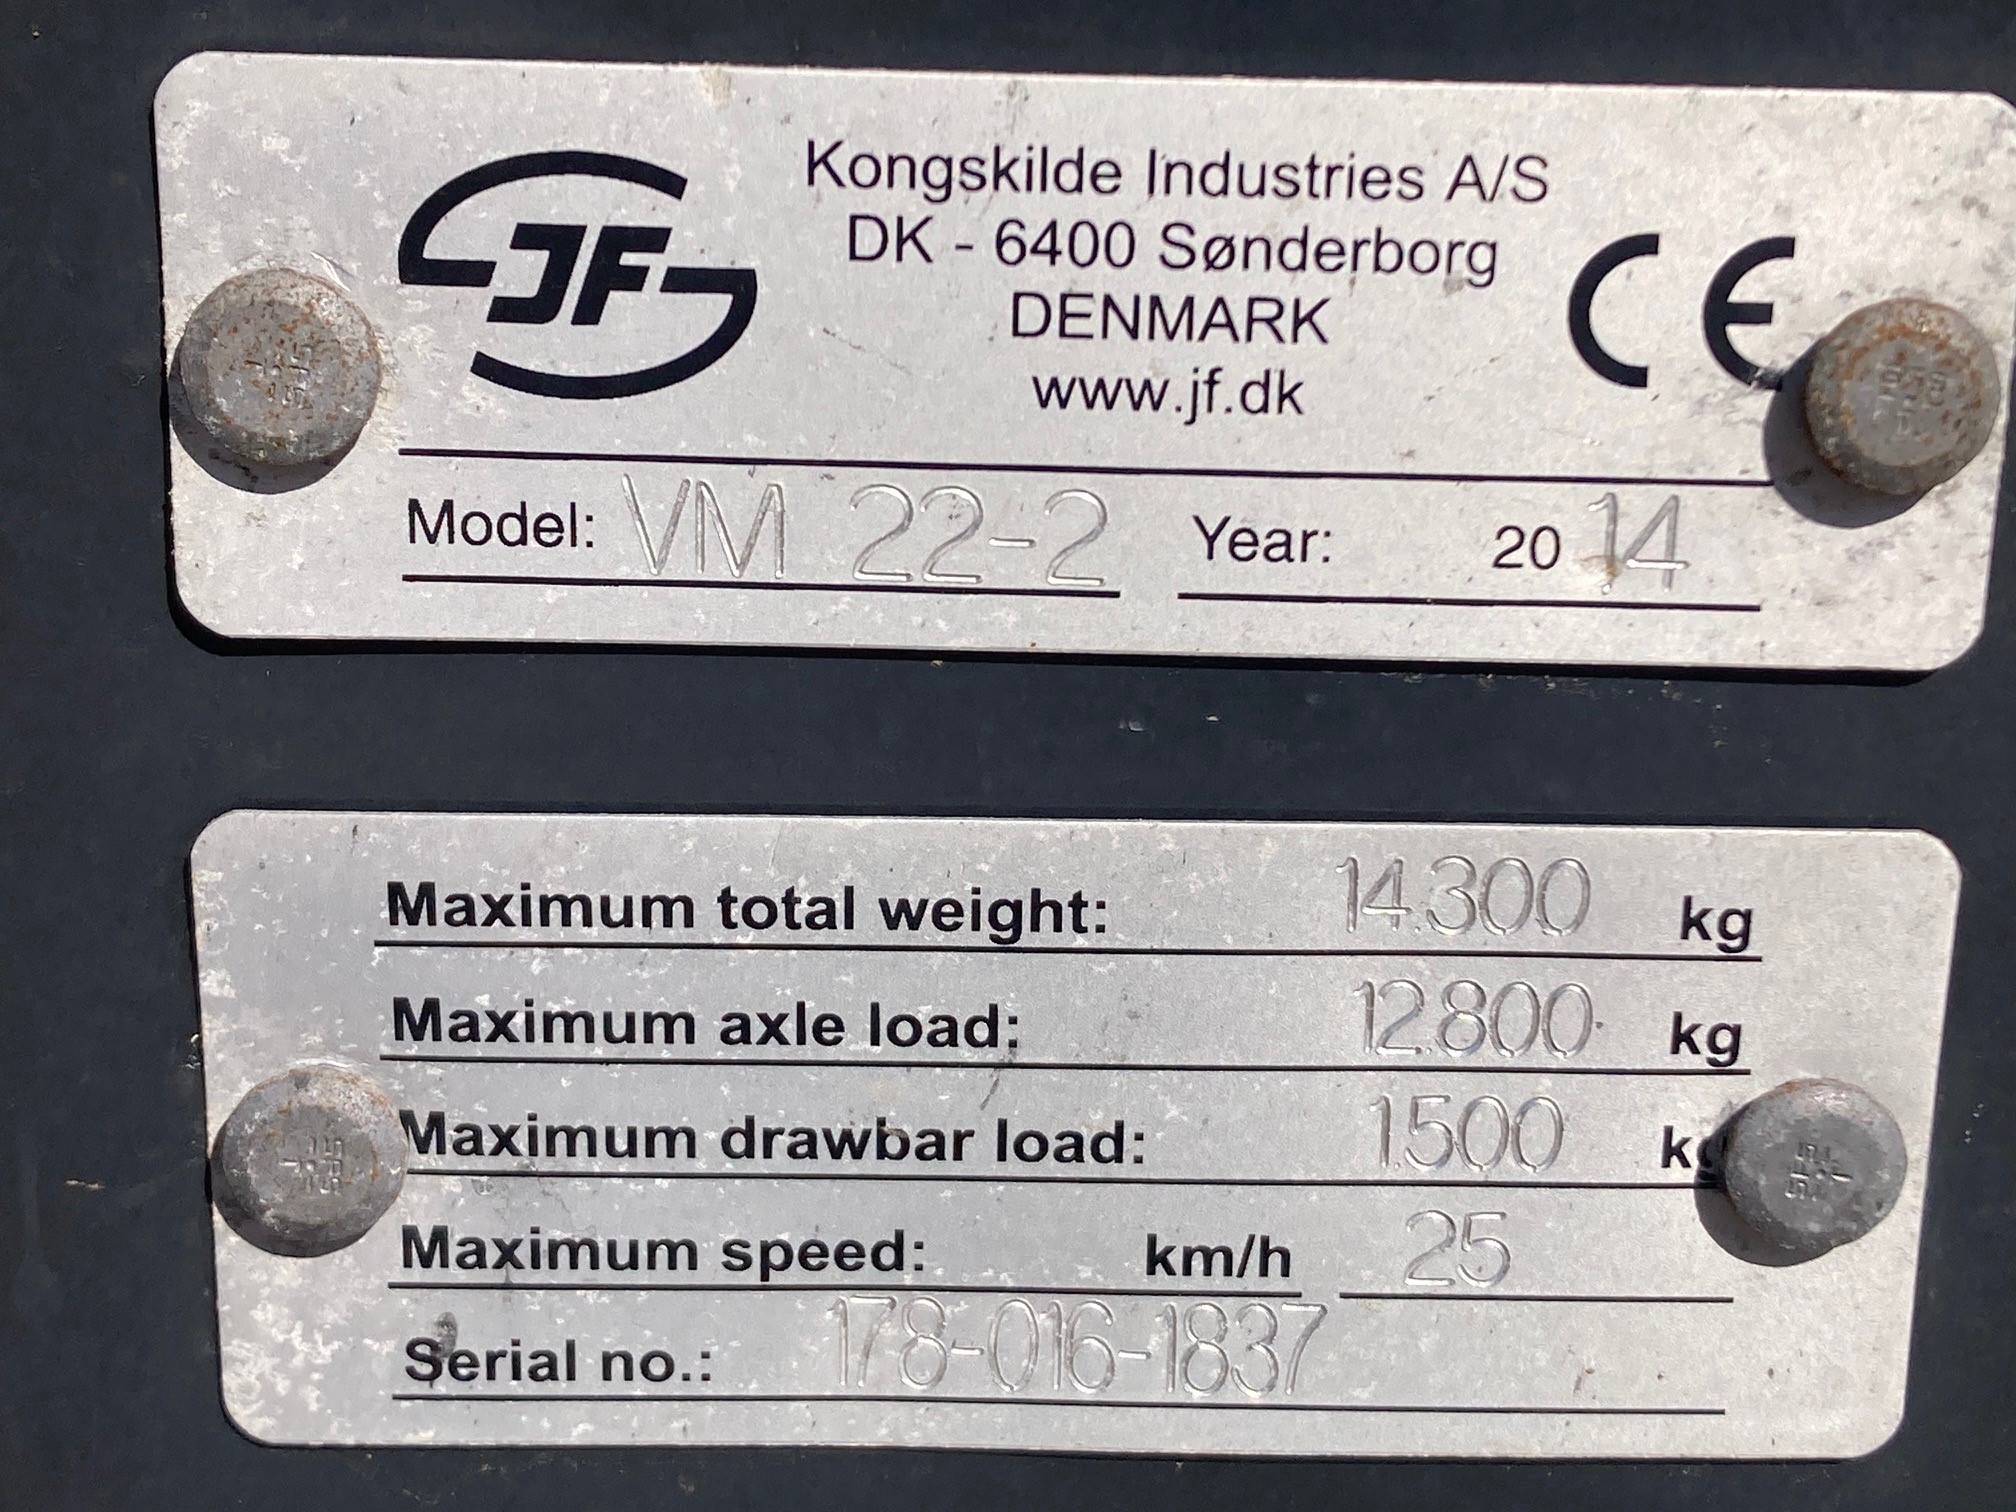 JF
Kongskilde Industries A/S
DK - 6400 Sønderborg
DENMARK
www.jf.dk
CE
Model: VM 22-2 Year: 2014
Maximum total weight: 14.300 kg
Maximum axle load: 12.800 kg
Maximum drawbar load: 1.500 kg
Maximum speed: km/h 25
Serial no.: 178-016-1837